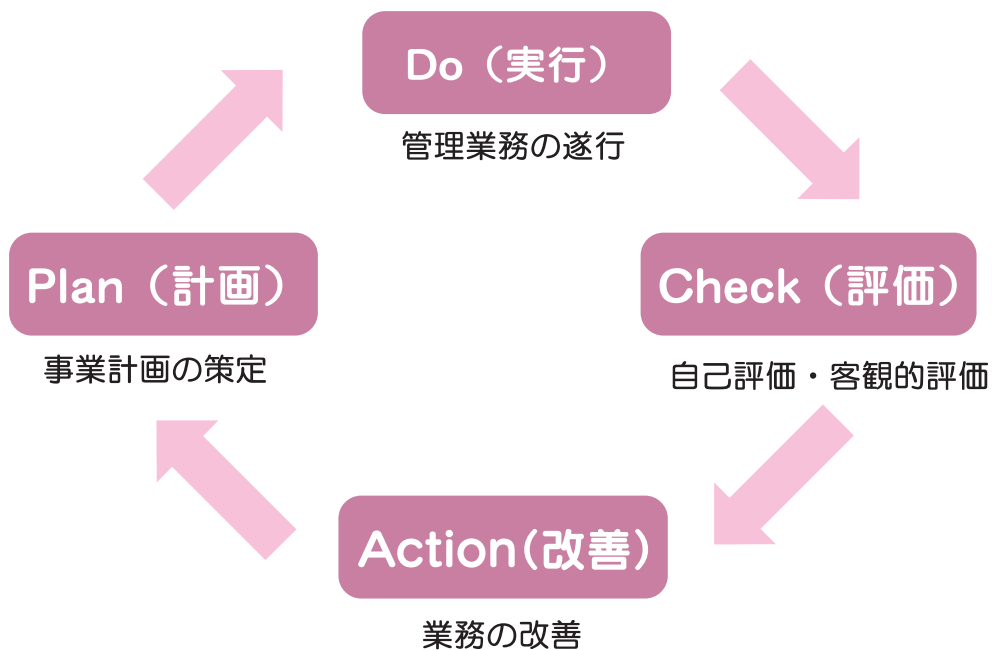 Do（実行）
管理業務の遂行
Plan（計画）
事業計画の策定
Check（評価）
自己評価・客観的評価
Action(改善)
業務の改善